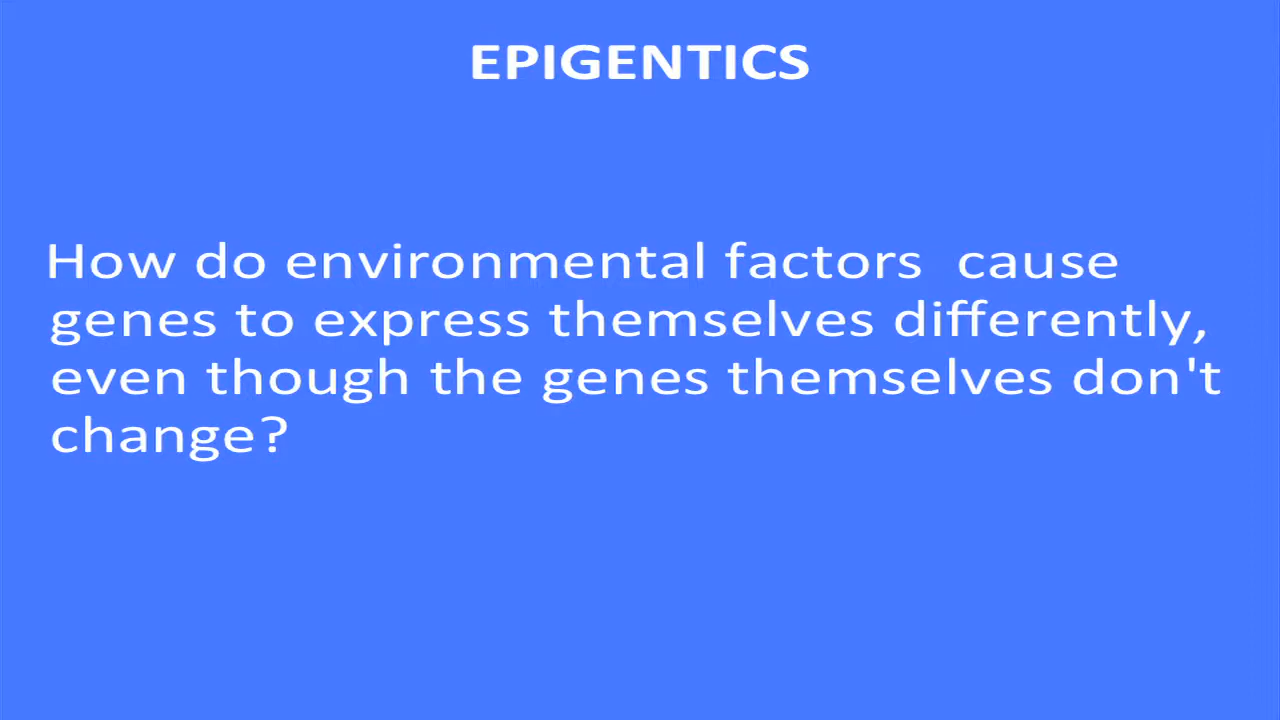 EPIGENTICS
How do environmental factors  cause
genes to express themselves differently,
even though the genes themselves don't
change?